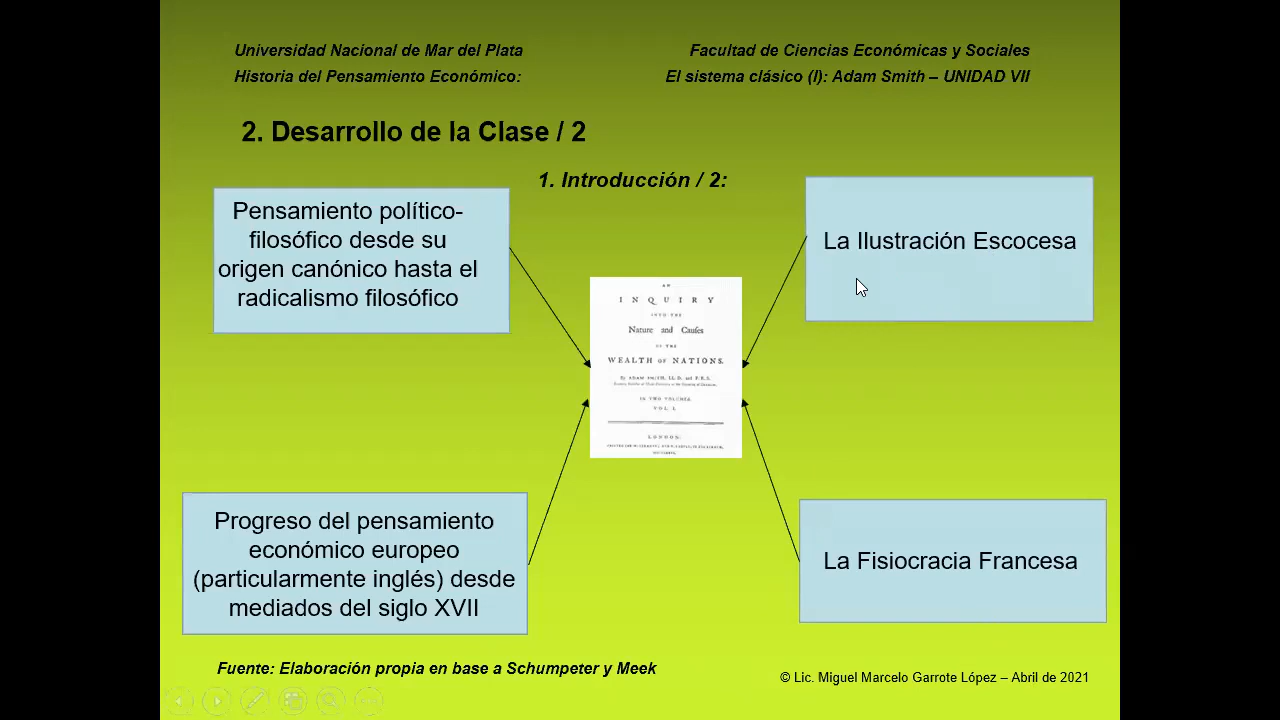 Universidad Nacional de Mar del Plata
Facultad de Ciencias Económicas y Sociales
Historia del Pensamiento Económico:
El sistema clásico (I): Adam Smith – UNIDAD VII
2. Desarrollo de la Clase / 2
1. Introducción / 2:
Pensamiento político-
filosófico desde su
origen canónico hasta el
radicalismo filosófico
La Ilustración Escocesa
AN
INQUIRY
INTO THE
Nature and Causes
OF THE
WEALTH OF NATIONS.
By ADAM SMITH, LL.D. and F.R.S.
IN TWO VOLUMES.
VOL. I.
LONDON:
Progreso del pensamiento
económico europeo
(particularmente inglés) desde
mediados del siglo XVII
La Fisiocracia Francesa
Fuente: Elaboración propia en base a Schumpeter y Meek
© Lic. Miguel Marcelo Garrote López – Abril de 2021